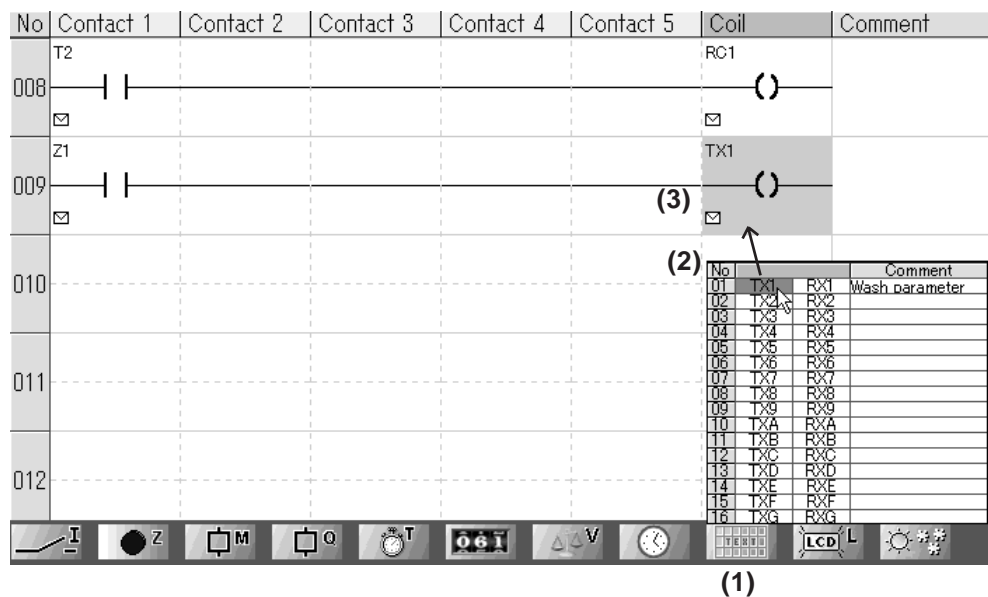 No Contact 1 Contact 2 Contact 3 Contact 4 Contact 5 Coil Comment
T2 RC1
008
Z1 TX1
009
(3)
(2)
No Comment
01 TX1 RX1 Wash parameter
02 TX2 RX2
03 TX3 RX3
010
04 TX4 RX4
05 TX5 RX5
06 TX6 RX6
07 TX7 RX7
011
08 TX8 RX8
09 TX9 RX9
10 TXA RXA
11 TXB RXB
12 TXC RXC
13 TXD RXD
012
14 TXE RXE
15 TXF RXF
16 TXG RXG
I Z M Q T 061 V TEXT LCD L
(1)